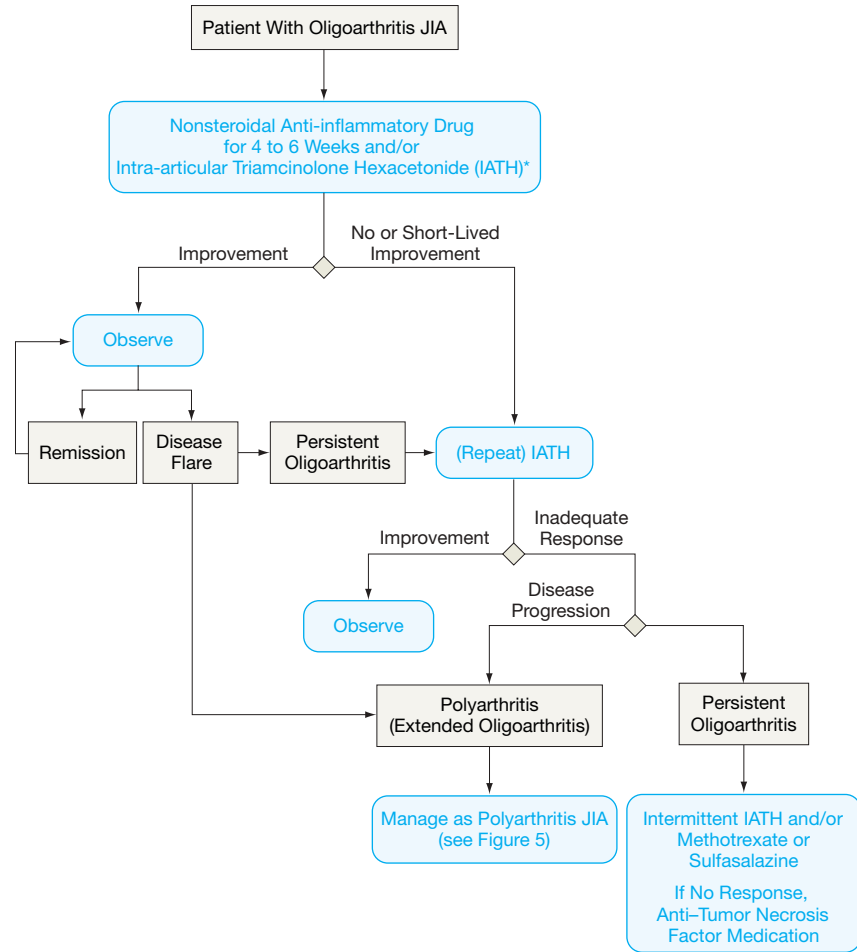 Patient With Oligoarthritis JIA
Nonsteroidal Anti-inflammatory Drug
for 4 to 6 Weeks and/or
Intra-articular Triamcinolone Hexacetonide (IATH)*
Improvement
No or Short-Lived
Improvement
Observe
Remission
Disease
Flare
Persistent
Oligoarthritis
(Repeat) IATH
Improvement
Inadequate
Response
Observe
Disease
Progression
Polyarthritis
(Extended Oligoarthritis)
Persistent
Oligoarthritis
Manage as Polyarthritis JIA
(see Figure 5)
Intermittent IATH and/or
Methotrexate or
Sulfasalazine
If No Response,
Anti–Tumor Necrosis
Factor Medication